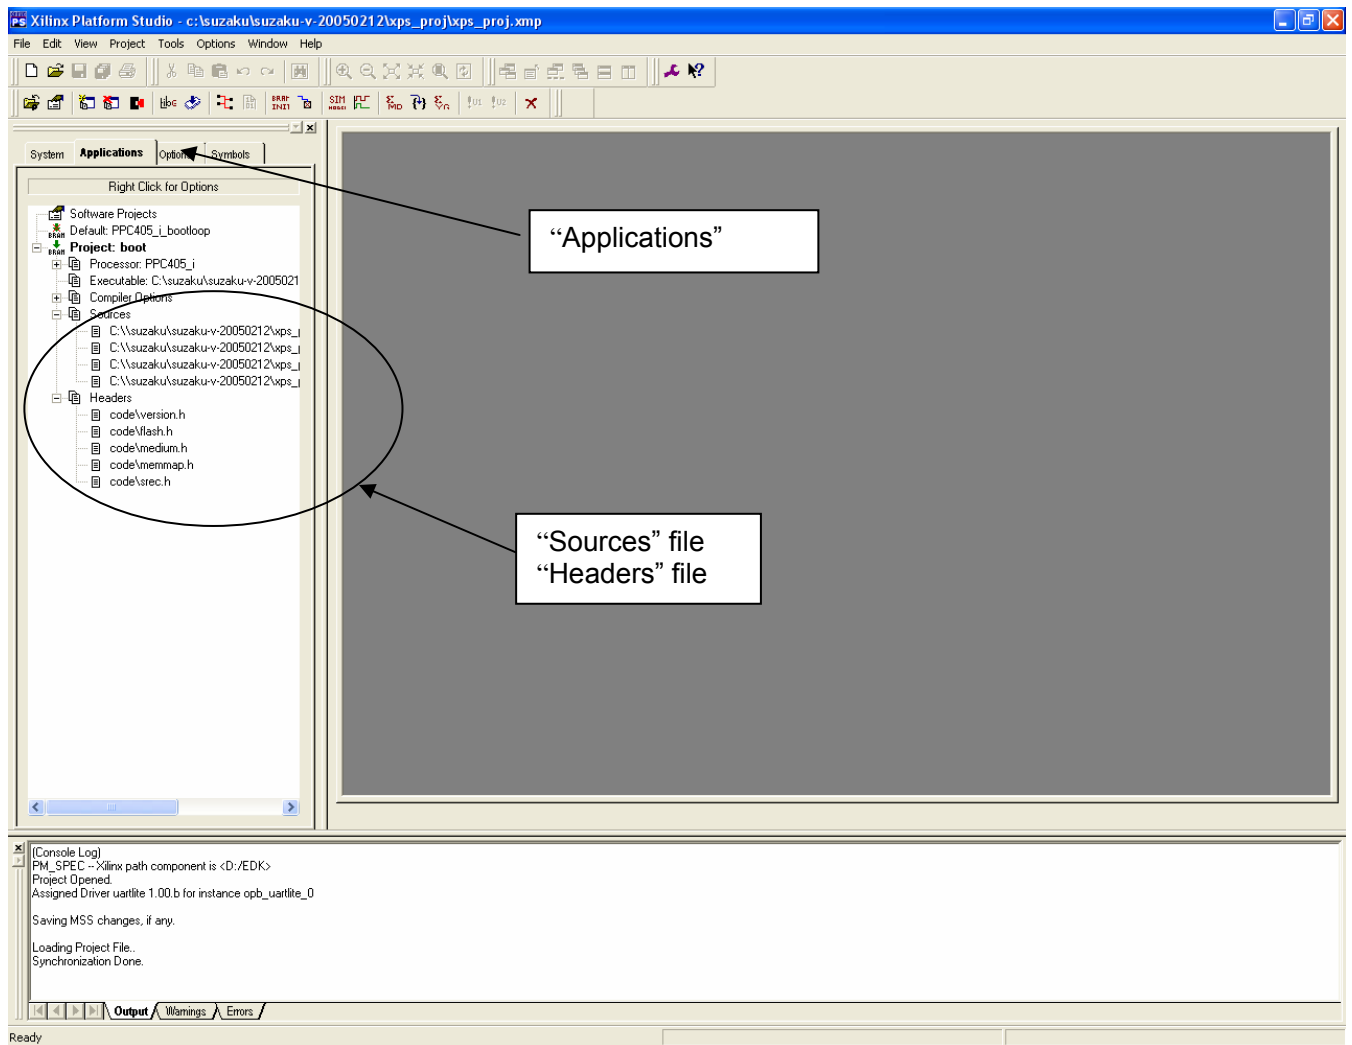 Xilinx Platform Studio - c:\suzaku\suzaku-v-20050212\xps_proj\xps_proj.xmp
File Edit View Project Tools Options Window Help
System Applications Options Symbols
Right Click for Options
Software Projects
Default: PPC405_i_bootloop
Project: boot
Processor: PPC405_i
Executable: C:\suzaku\suzaku-v-2005021
Compiler Options
Sources
C:\\suzaku\suzaku-v-20050212\xps_
C:\\suzaku\suzaku-v-20050212\xps_
C:\\suzaku\suzaku-v-20050212\xps_
C:\\suzaku\suzaku-v-20050212\xps_
Headers
code\version.h
code\flash.h
code\medium.h
code\memmap.h
code\srec.h
“Applications”
“Sources” file
“Headers” file
(Console Log)
PM_SPEC -- Xilinx path component is <D:/EDK>
Project Opened.
Assigned Driver uartlite 1.00.b for instance opb_uartlite_0
Saving MSS changes, if any.
Loading Project File..
Synchronization Done.
Output Warnings Errors
Ready